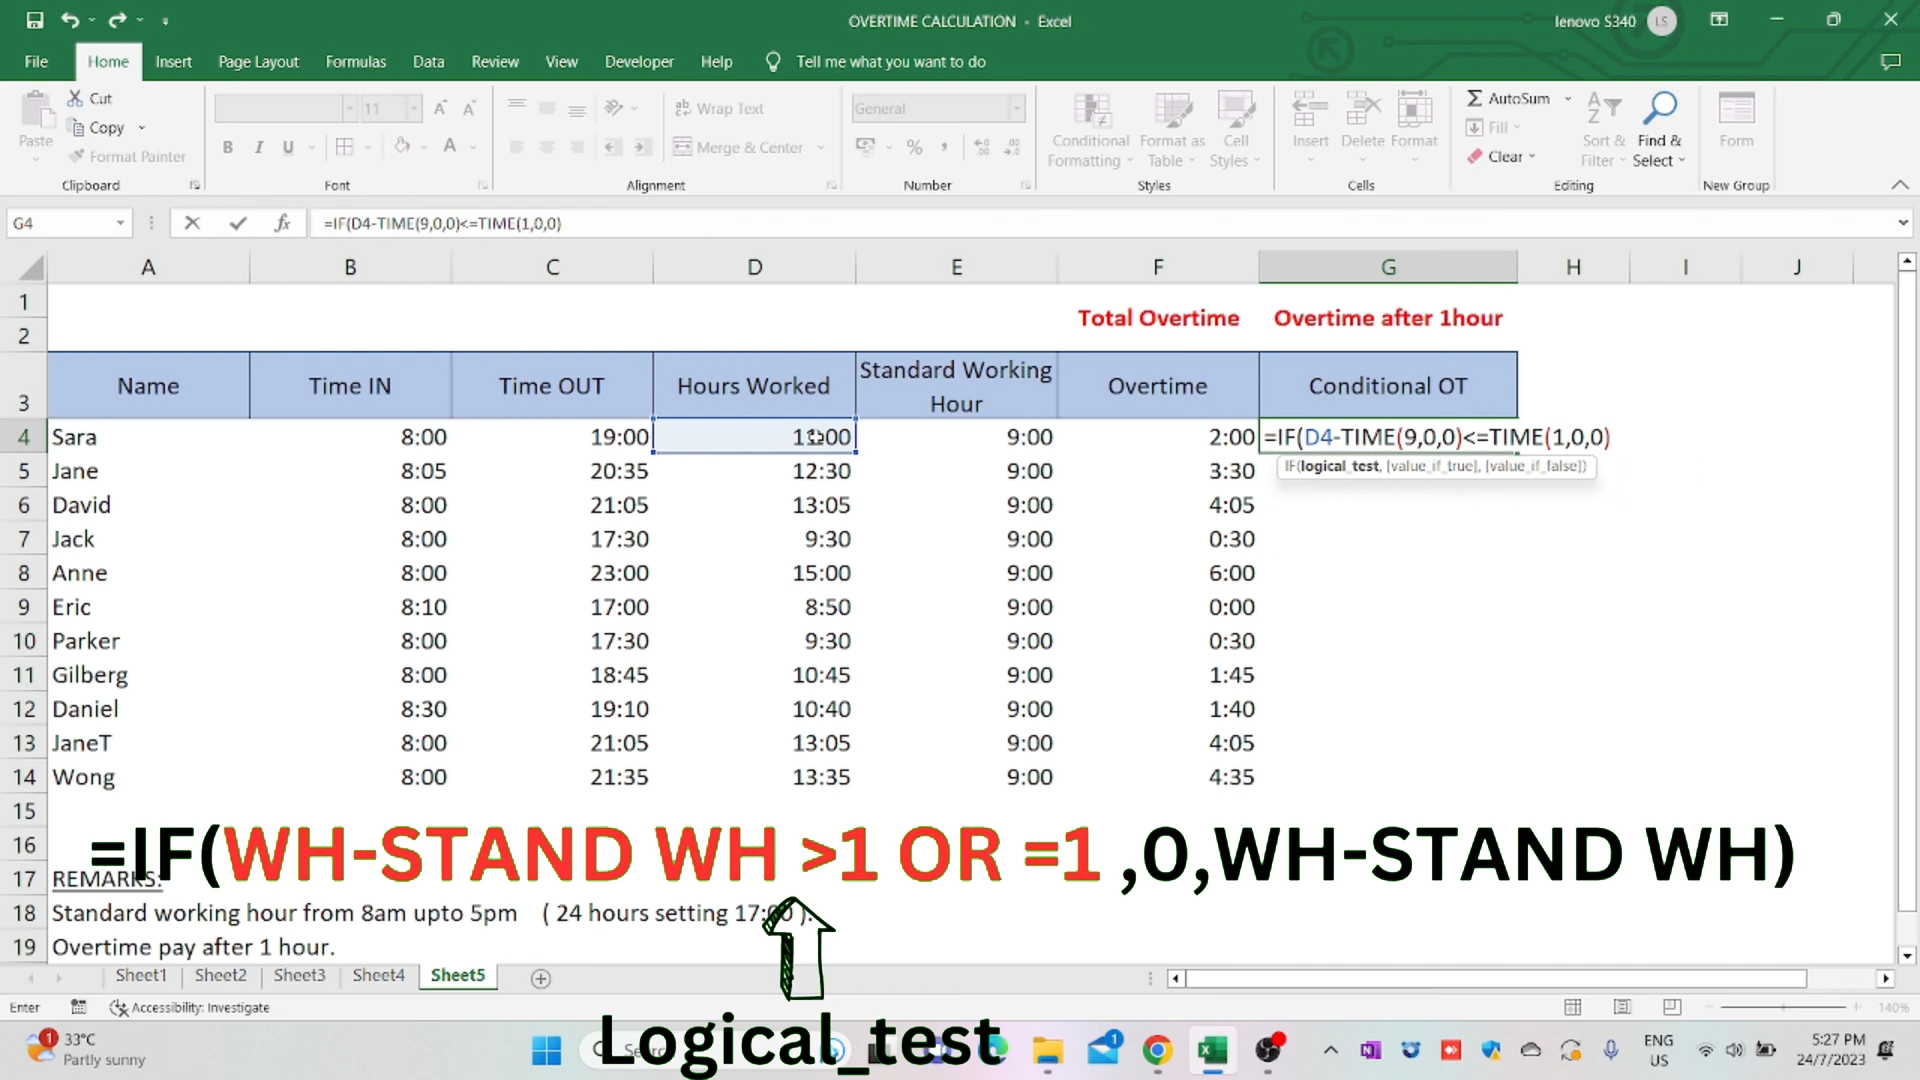 OVERTIME CALCULATION - Excel
lenovo S340
LS
File Home Insert Page Layout Formulas Data Review View Developer Help Tell me what you want to do
Cut
Copy
Format Painter
Paste
Clipboard
11
B I U
Font
Wrap Text
Merge & Center
Alignment
General
Number
Conditional Formatting
Format as Table
Cell Styles
Styles
Insert
Delete
Format
Cells
AutoSum
Fill
Clear
Sort & Filter
Find & Select
Editing
Form
New Group
G4
=IF(D4-TIME(9,0,0)<=TIME(1,0,0)
A B C D E F G H I J
1 Total Overtime Overtime after 1hour
2
3 Name Time IN Time OUT Hours Worked Standard Working Hour Overtime Conditional OT
4 Sara 8:00 19:00 11:00 9:00 2:00 =IF(D4-TIME(9,0,0)<=TIME(1,0,0)
IF(logical_test, [value_if_true], [value_if_false])
5 Jane 8:05 20:35 12:30 9:00 3:30
6 David 8:00 21:05 13:05 9:00 4:05
7 Jack 8:00 17:30 9:30 9:00 0:30
8 Anne 8:00 23:00 15:00 9:00 6:00
9 Eric 8:10 17:00 8:50 9:00 0:00
10 Parker 8:00 17:30 9:30 9:00 0:30
11 Gilberg 8:00 18:45 10:45 9:00 1:45
12 Daniel 8:30 19:10 10:40 9:00 1:40
13 JaneT 8:00 21:05 13:05 9:00 4:05
14 Wong 8:00 21:35 13:35 9:00 4:35
15
16
=IF(WH-STAND WH >1 OR =1 ,0,WH-STAND WH)
17 REMARKS:
18 Standard working hour from 8am upto 5pm ( 24 hours setting 17:00 ).
19 Overtime pay after 1 hour.
Sheet1 Sheet2 Sheet3 Sheet4 Sheet5
Enter
Accessibility: Investigate
140%
Logical_test
1
33°C
Partly sunny
1
ENG
US
5:27 PM
24/7/2023